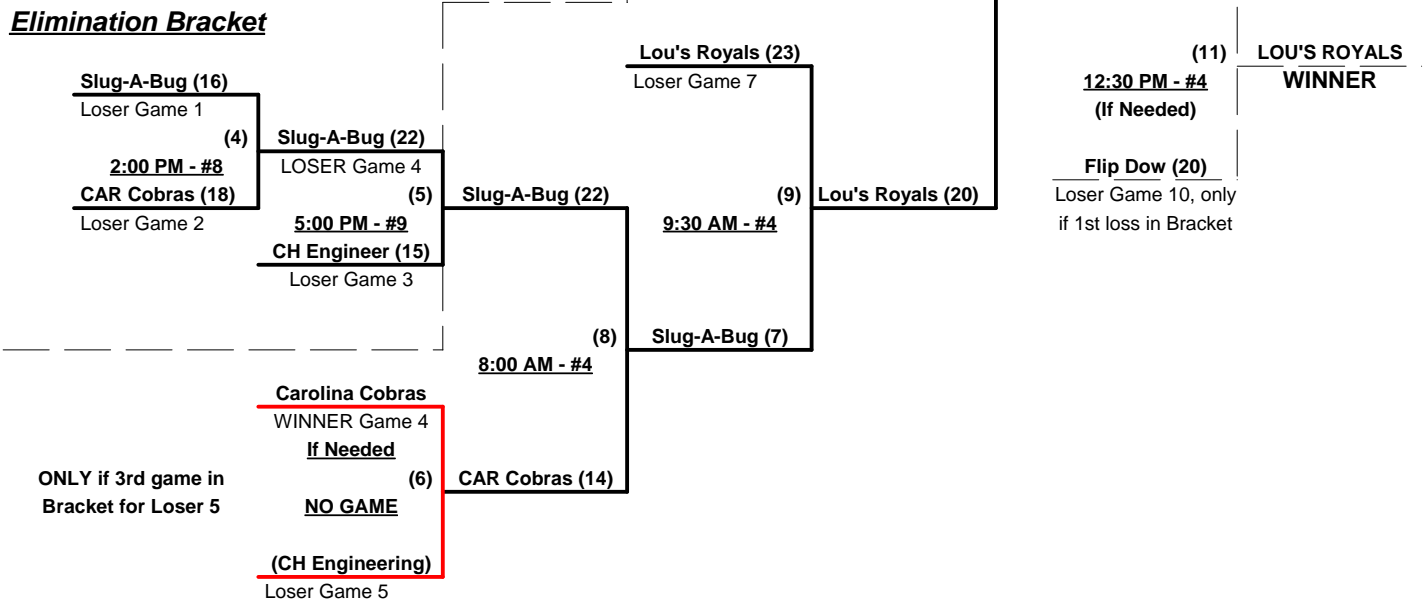 Elimination Bracket
Slug-A-Bug (16)
Loser Game 1
(4)
2:00 PM - #8
CAR Cobras (18)
Loser Game 2
Slug-A-Bug (22)
LOSER Game 4
(5)
5:00 PM - #9
CH Engineer (15)
Loser Game 3
Slug-A-Bug (22)
(8)
8:00 AM - #4
Carolina Cobras
WINNER Game 4
If Needed
(6)
NO GAME
(CH Engineering)
Loser Game 5
ONLY if 3rd game in
Bracket for Loser 5
CAR Cobras (14)
Lou's Royals (23)
Loser Game 7
(9)
9:30 AM - #4
Slug-A-Bug (7)
Lou's Royals (20)
(11)
12:30 PM - #4
(If Needed)
Flip Dow (20)
Loser Game 10, only
if 1st loss in Bracket
LOU'S ROYALS
WINNER